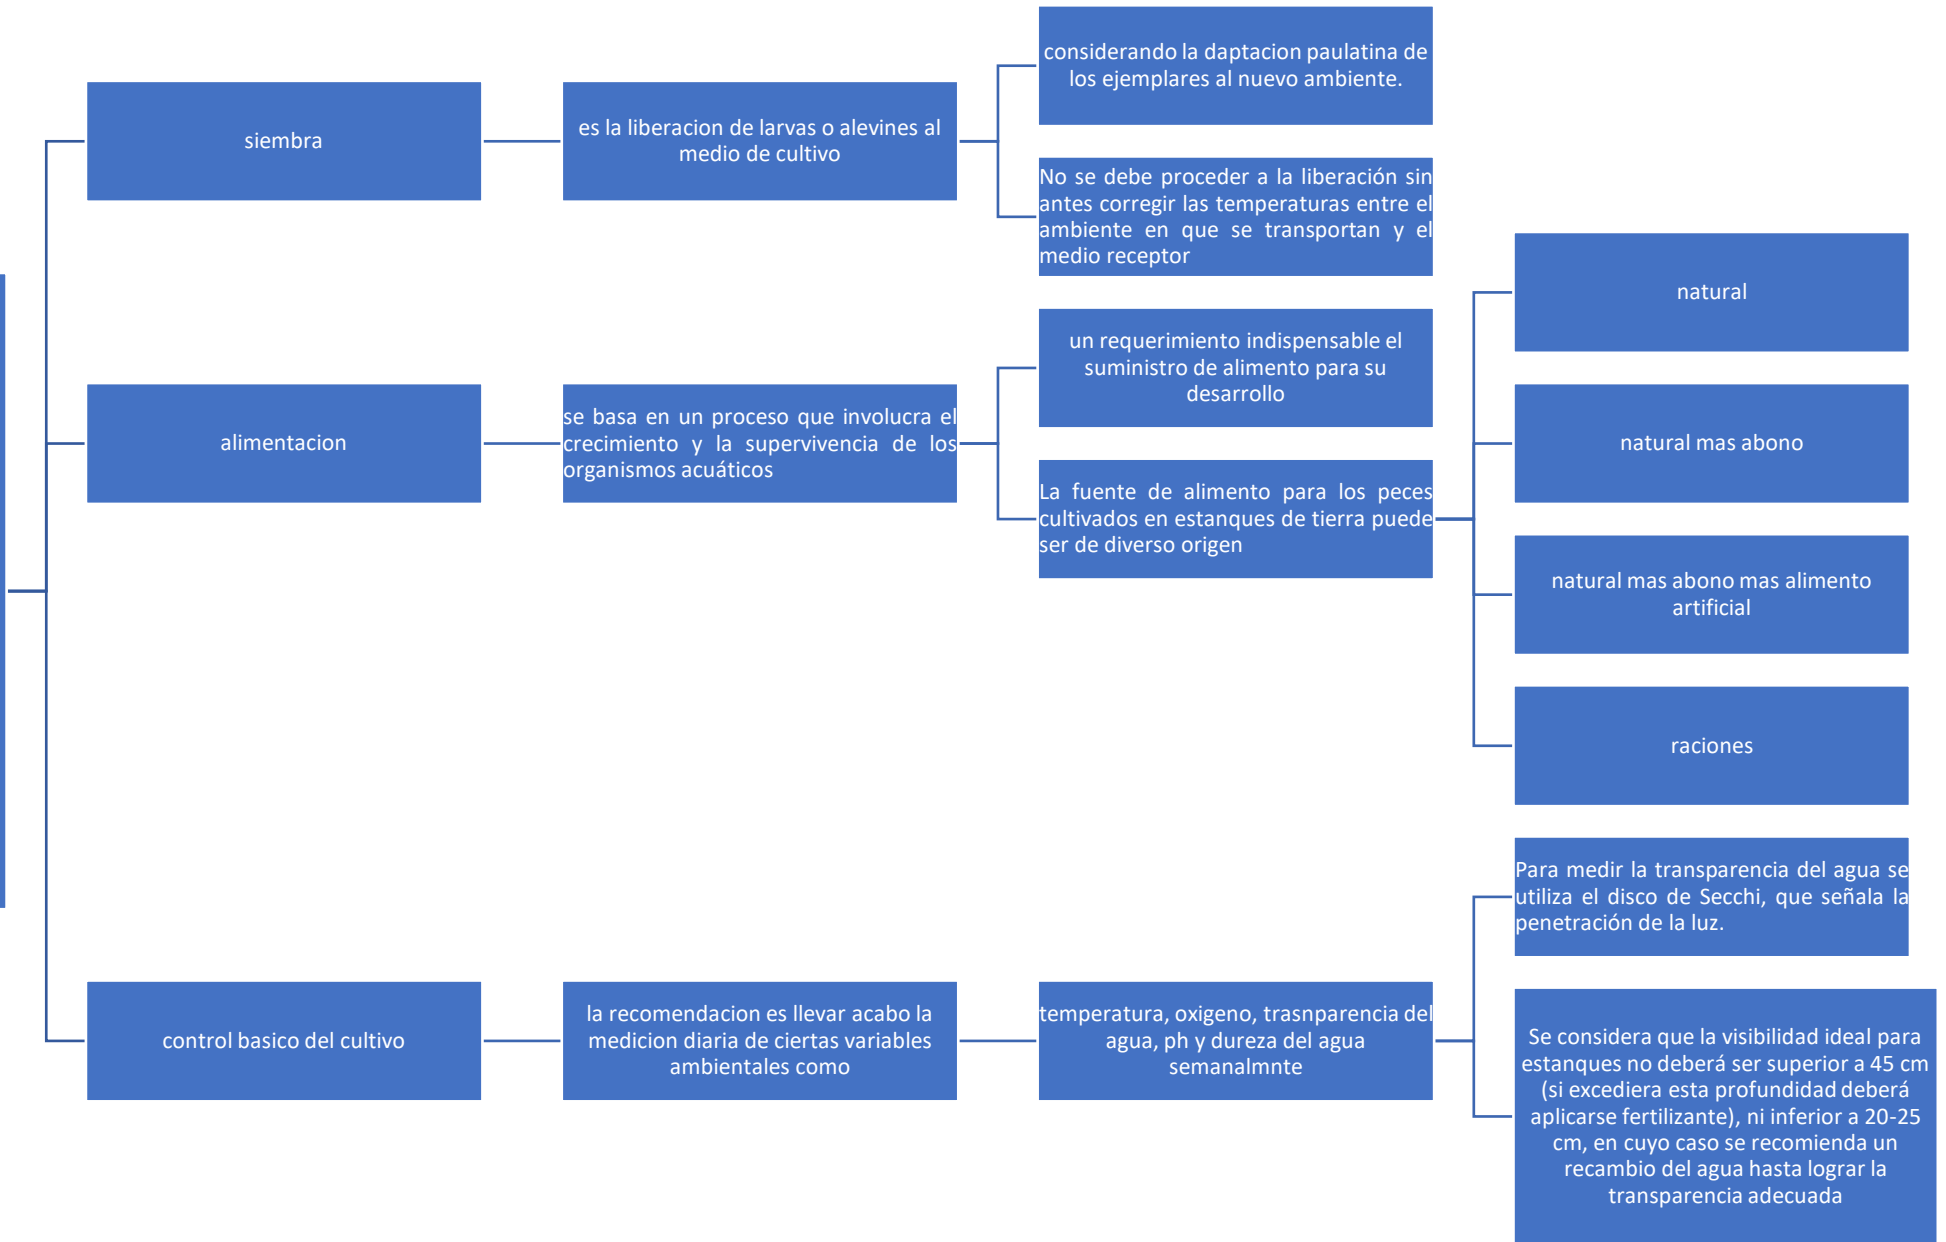 siembra
es la liberacion de larvas o alevines al
medio de cultivo
considerando la daptacion paulatina de
los ejemplares al nuevo ambiente.
No se debe proceder a la liberación sin
antes corregir las temperaturas entre el
ambiente en que se transportan y el
medio receptor
alimentacion
se basa en un proceso que involucra el
crecimiento y la supervivencia de los
organismos acuáticos
un requerimiento indispensable el
suministro de alimento para su
desarrollo
La fuente de alimento para los peces
cultivados en estanques de tierra puede
ser de diverso origen
natural
natural mas abono
natural mas abono mas alimento
artificial
raciones
control basico del cultivo
la recomendacion es llevar acabo la
medicion diaria de ciertas variables
ambientales como
temperatura, oxigeno, trasnparencia del
agua, ph y dureza del agua
semanalmnte
Para medir la transparencia del agua se
utiliza el disco de Secchi, que señala la
penetración de la luz.
Se considera que la visibilidad ideal para
estanques no deberá ser superior a 45 cm
(si excediera esta profundidad deberá
aplicarse fertilizante), ni inferior a 20-25
cm, en cuyo caso se recomienda un
recambio del agua hasta lograr la
transparencia adecuada